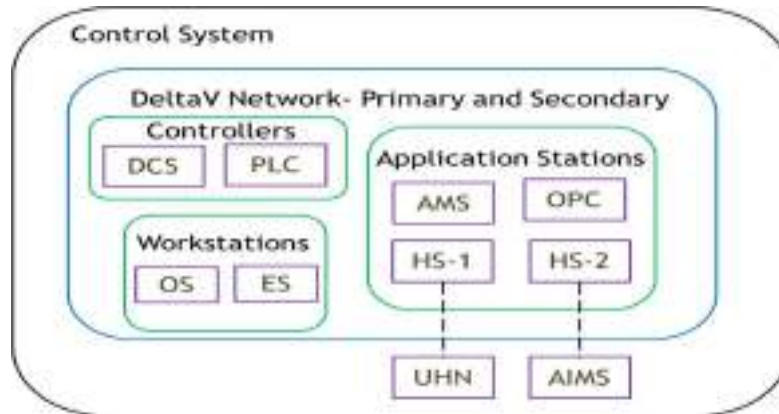 Control System
DeltaV Network- Primary and Secondary
Controllers
DCS
PLC
Application Stations
AMS
OPC
HS-1
HS-2
Workstations
OS
ES
UHN
AIMS